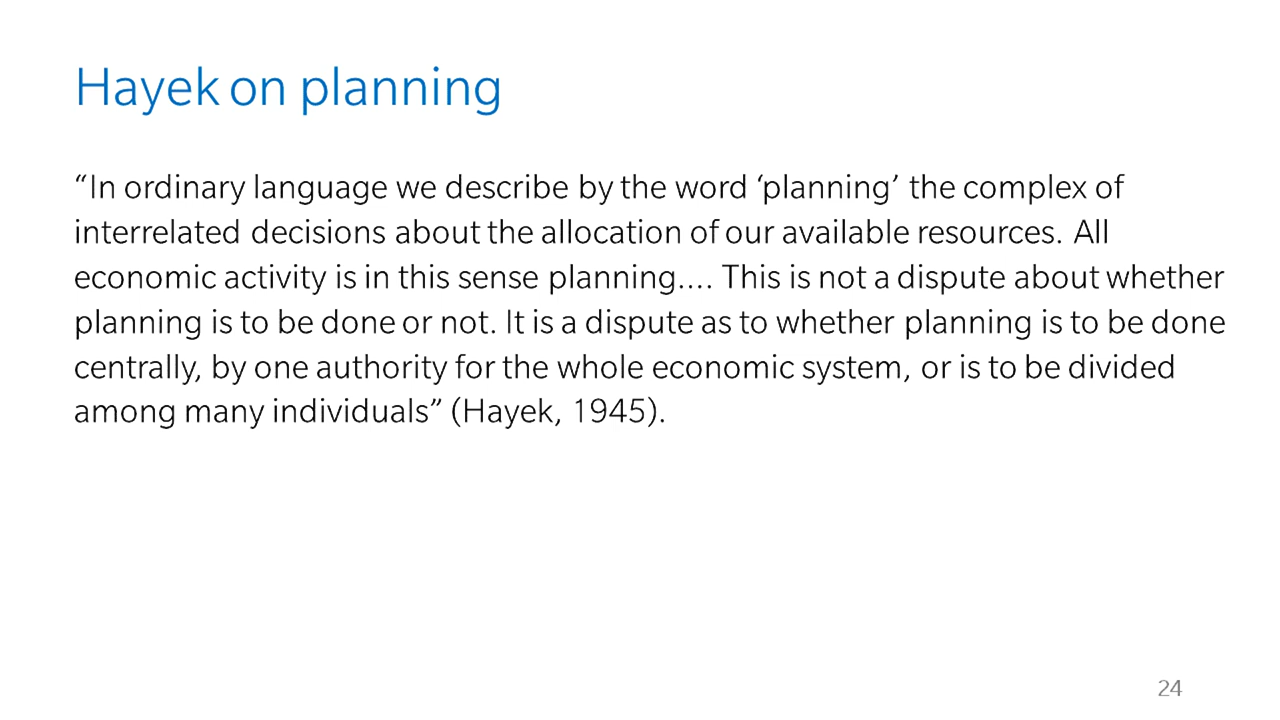 Hayek on planning
“In ordinary language we describe by the word ‘planning’ the complex of
interrelated decisions about the allocation of our available resources. All
economic activity is in this sense planning.... This is not a dispute about whether
planning is to be done or not. It is a dispute as to whether planning is to be done
centrally, by one authority for the whole economic system, or is to be divided
among many individuals” (Hayek, 1945).
24